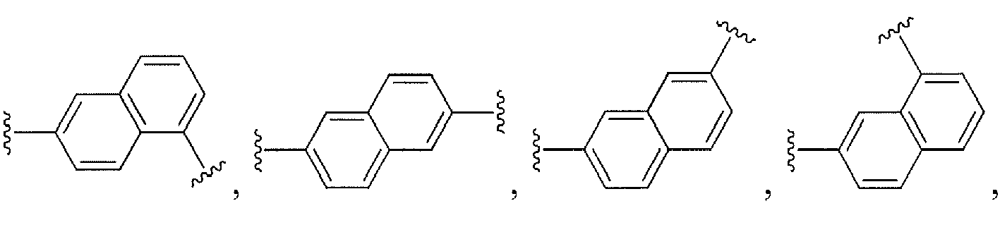 , , , ,